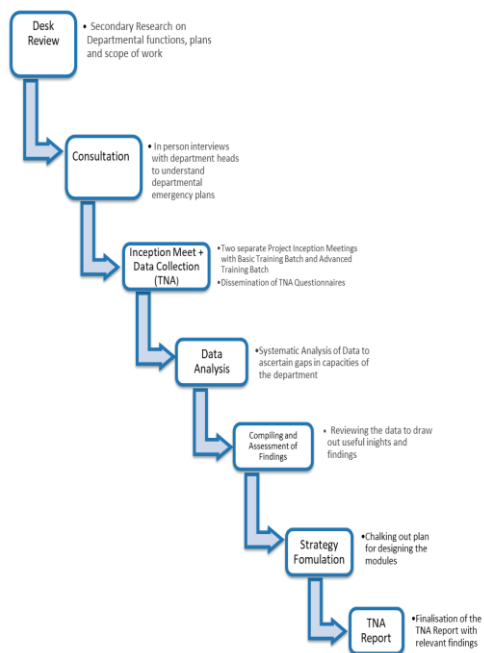 Desk
Review
• Secondary Research on
Departmental functions, plans
and scope of work
Consultation
• In person interviews
with department heads
to understand
departmental
emergency plans
Inception Meet +
Data Collection
(TNA)
•Two separate Project Inception Meetings
with Basic Training Batch and Advanced
Training Batch
•Dissemination of TNA Questionnaires
Data
Analysis
•Systematic Analysis of Data to
ascertain gaps in capacities of
the department
Compiling and
Assessment of
Findings
• Reviewing the data to draw
out useful inights and
findings
Strategy
Fomulation
•Chalking out plan
for designing the
modules
TNA
Report
•Finalisation of the
TNA Report with
relevant findings